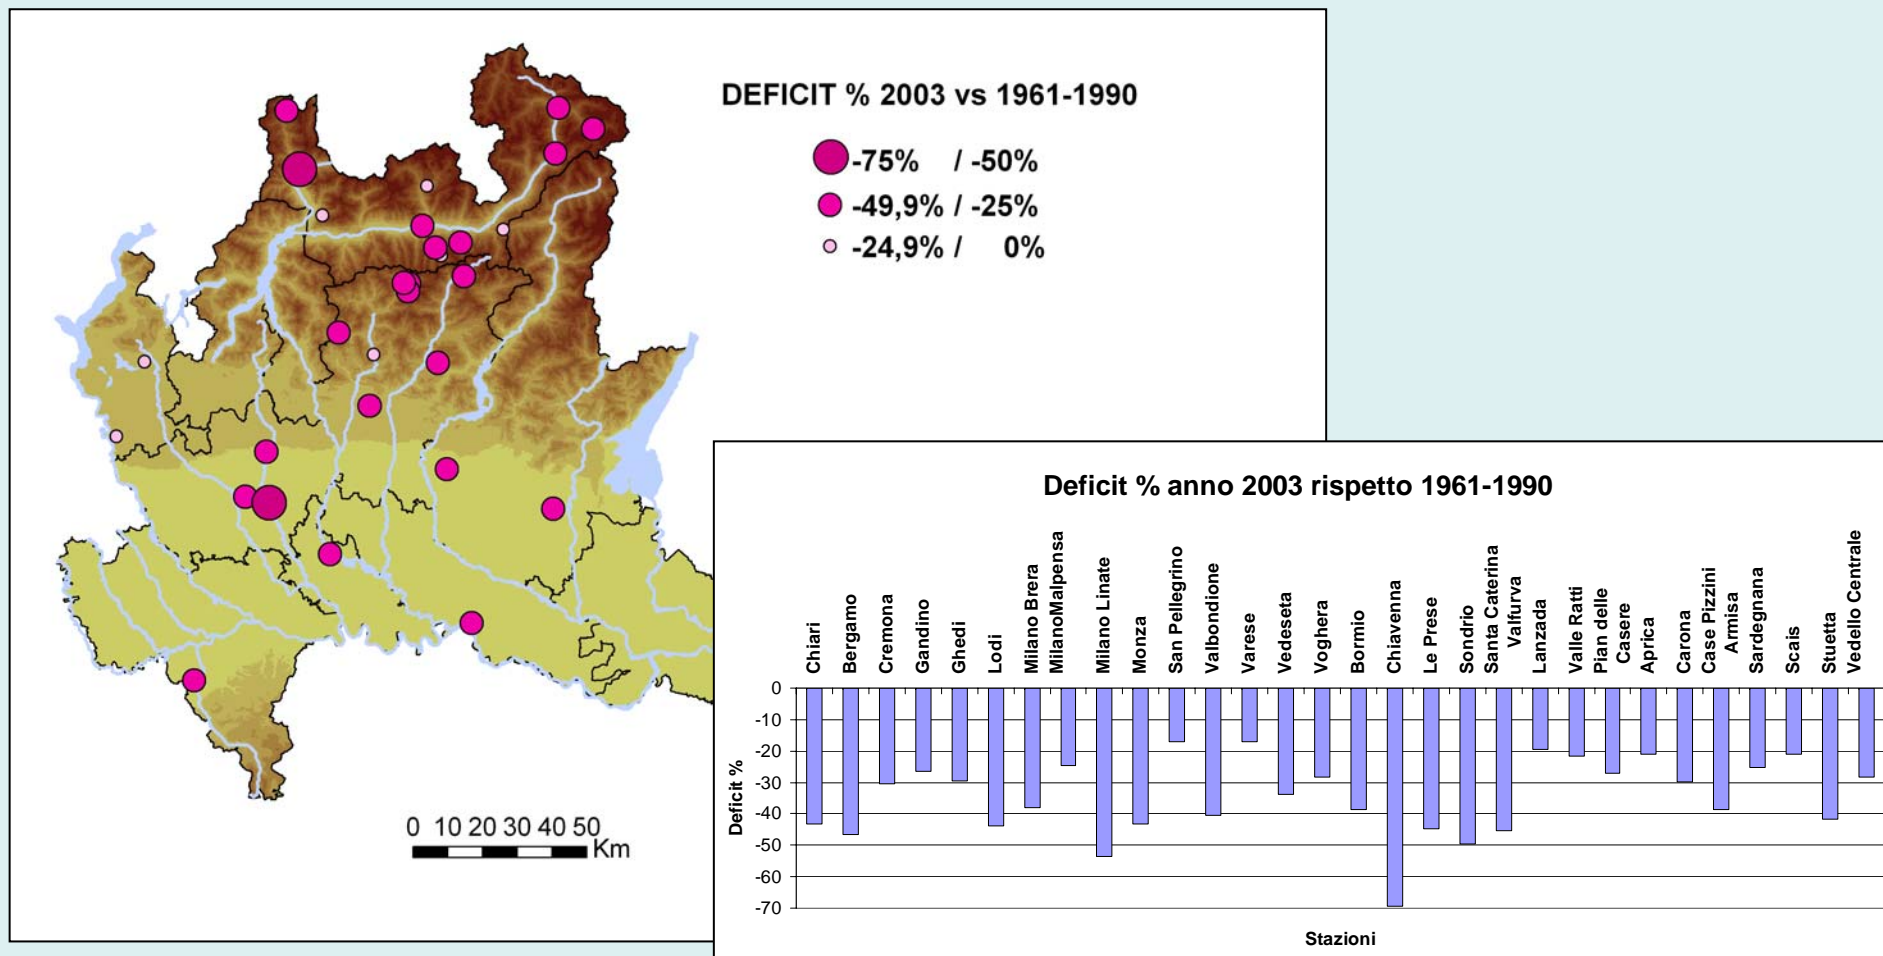 DEFICIT % 2003 vs 1961-1990
-75% / -50%
-49,9% / -25%
-24,9% / 0%
0 10 20 30 40 50
Km
Deficit % anno 2003 rispetto 1961-1990
Chiari
Bergamo
Cremona
Gandino
Ghedi
Lodi
Milano Brera
MilanoMalpensa
Milano Linate
Monza
San Pellegrino
Valbondione
Varese
Vedeseta
Voghera
Bormio
Chiavenna
Le Prese
Sondrio
Santa Caterina
Valfurva
Lanzada
Valle Ratti
Pian delle
Casere
Aprica
Carona
Case Pizzini
Armisa
Sardegnana
Scais
Stuetta
Vedello Centrale
0
-10
-20
-30
-40
-50
-60
-70
Deficit %
Stazioni